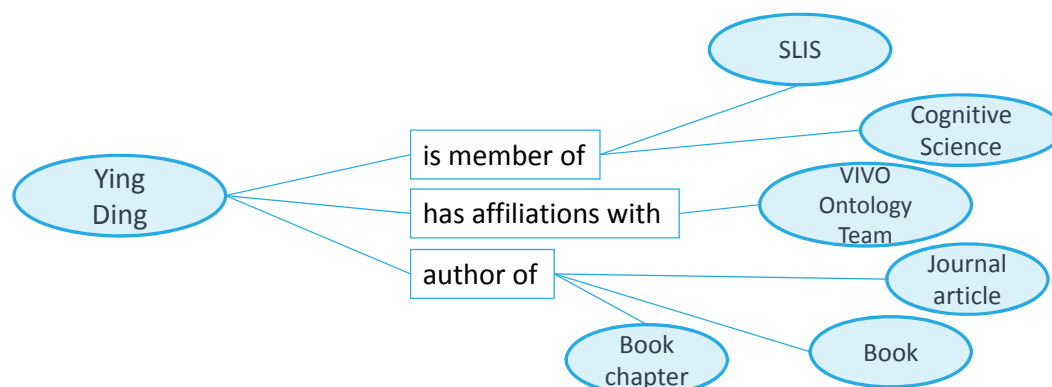 SLIS
Cognitive
Science
is member of
Ying
Ding
has affiliations with
VIVO
Ontology
Team
author of
Journal
article
Book
chapter
Book